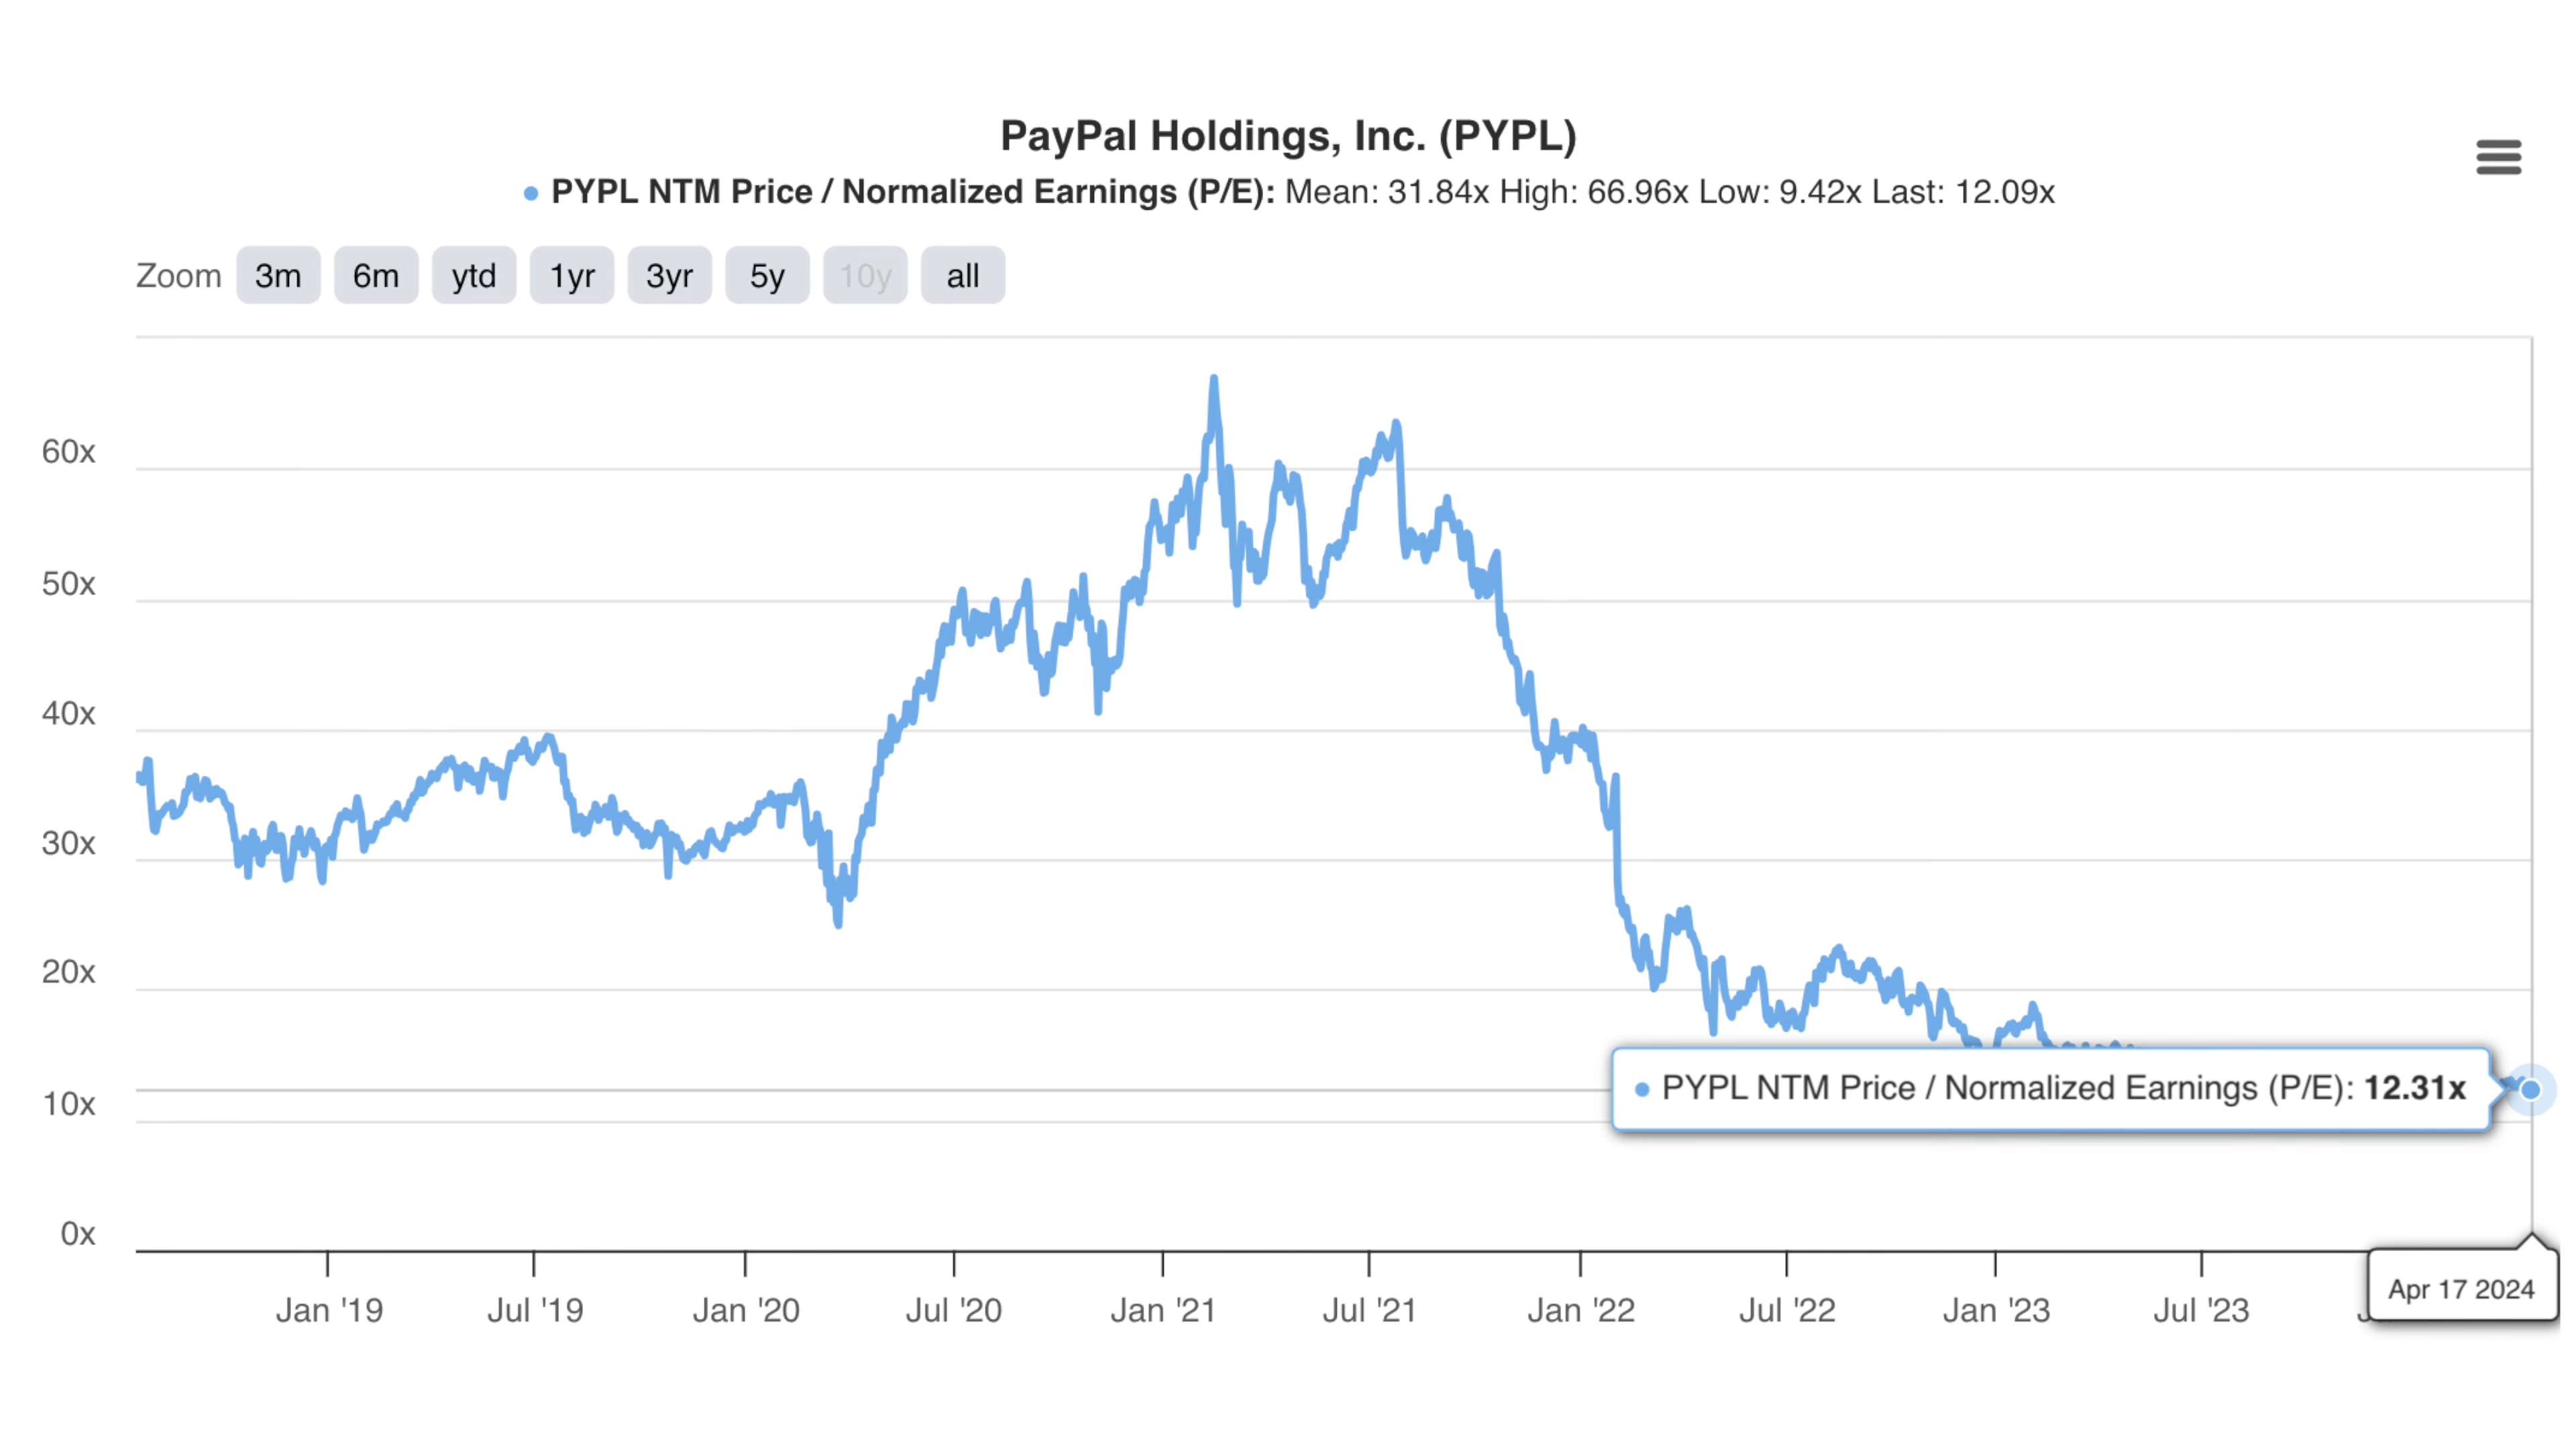 PayPal Holdings, Inc. (PYPL)
PYPL NTM Price / Normalized Earnings (P/E): Mean: 31.84x High: 66.96x Low: 9.42x Last: 12.09x
Zoom 3m 6m ytd 1yr 3yr 5y 10y all
60x
50x
40x
30x
20x
PYPL NTM Price / Normalized Earnings (P/E): 12.31x
10x
0x
Apr 17 2024
Jan '19 Jul '19 Jan '20 Jul '20 Jan '21 Jul '21 Jan '22 Jul '22 Jan '23 Jul '23